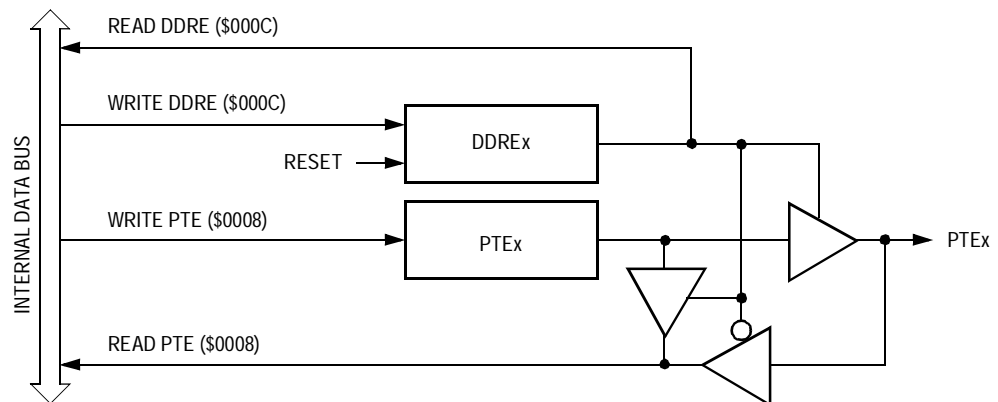 READ DDRE ($000C)
WRITE DDRE ($000C)
DDREx
RESET
WRITE PTE ($0008)
PTEx
PTEx
READ PTE ($0008)
INTERNAL DATA BUS